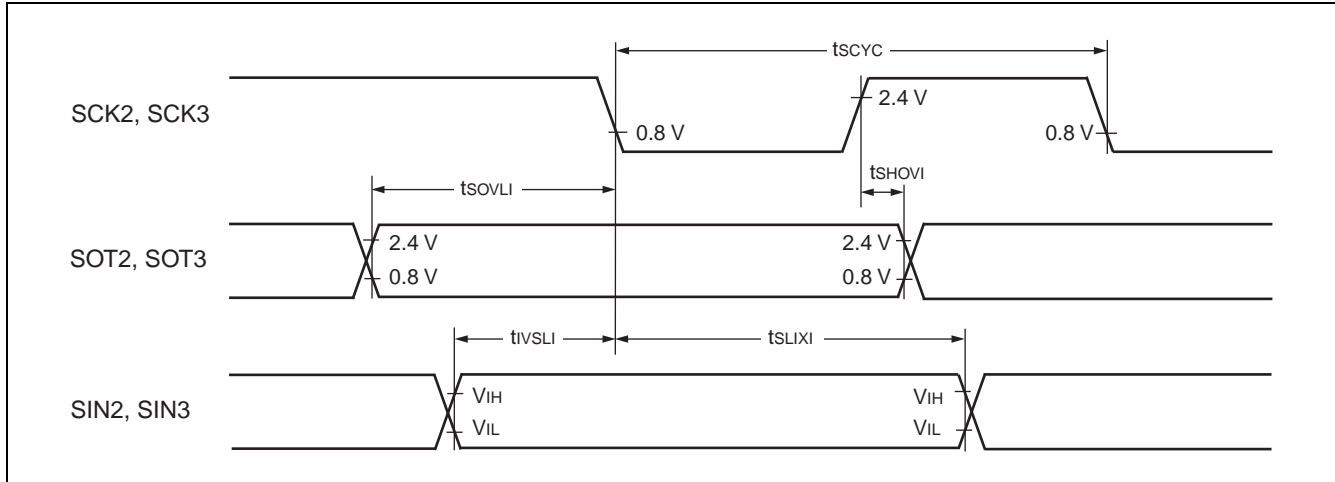 tSCYC
SCK2, SCK3
2.4 V
0.8 V
0.8 V
tSHOVI
tSOVLI
SOT2, SOT3
2.4 V
2.4 V
0.8 V
0.8 V
tIVSLI
tSLIXI
SIN2, SIN3
VIH
VIH
VIL
VIL